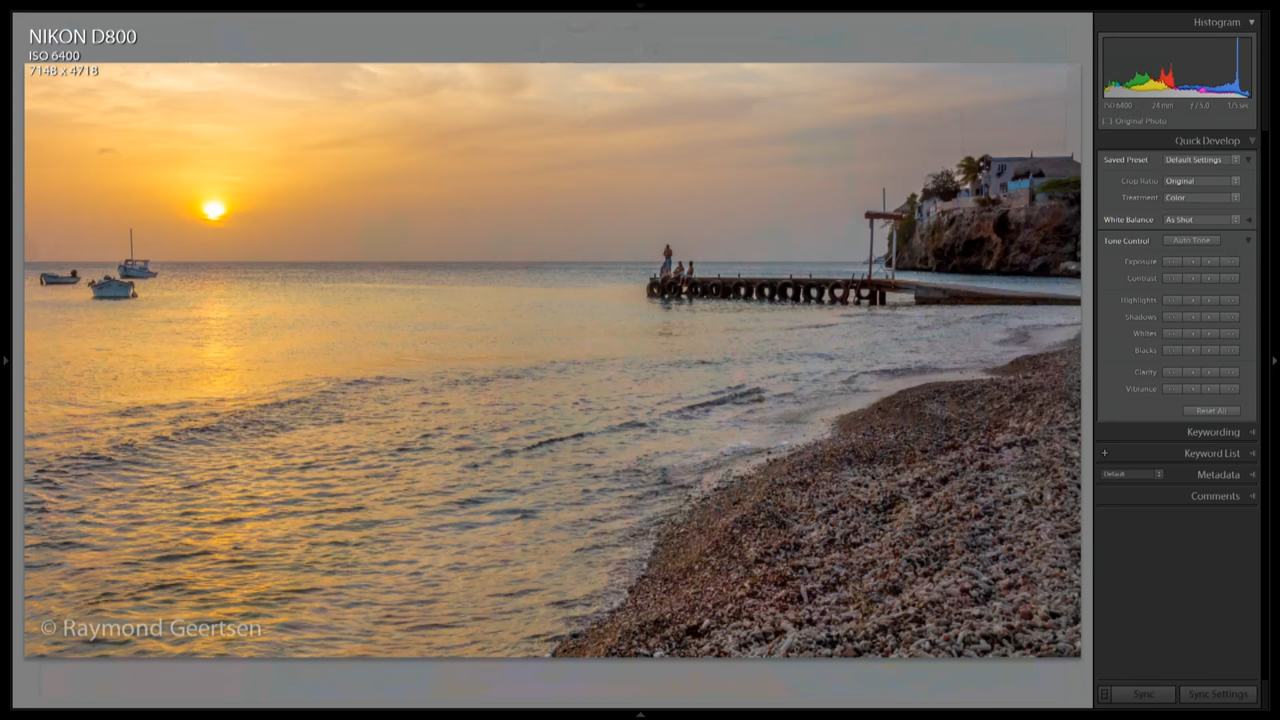 NIKON D800
ISO 6400
7148 x 4718
© Raymond Geertsen
Histogram
ISO 6400 24 mm ƒ / 5.0 1/5 sec
Original Photo
Quick Develop
Saved Preset Default Settings
Crop Ratio Original
Treatment Color
White Balance As Shot
Tone Control Auto Tone
Exposure
Contrast
Highlights
Shadows
Whites
Blacks
Clarity
Vibrance
Reset All
Keywording
+ Keyword List
Default Metadata
Comments
Sync Sync Settings